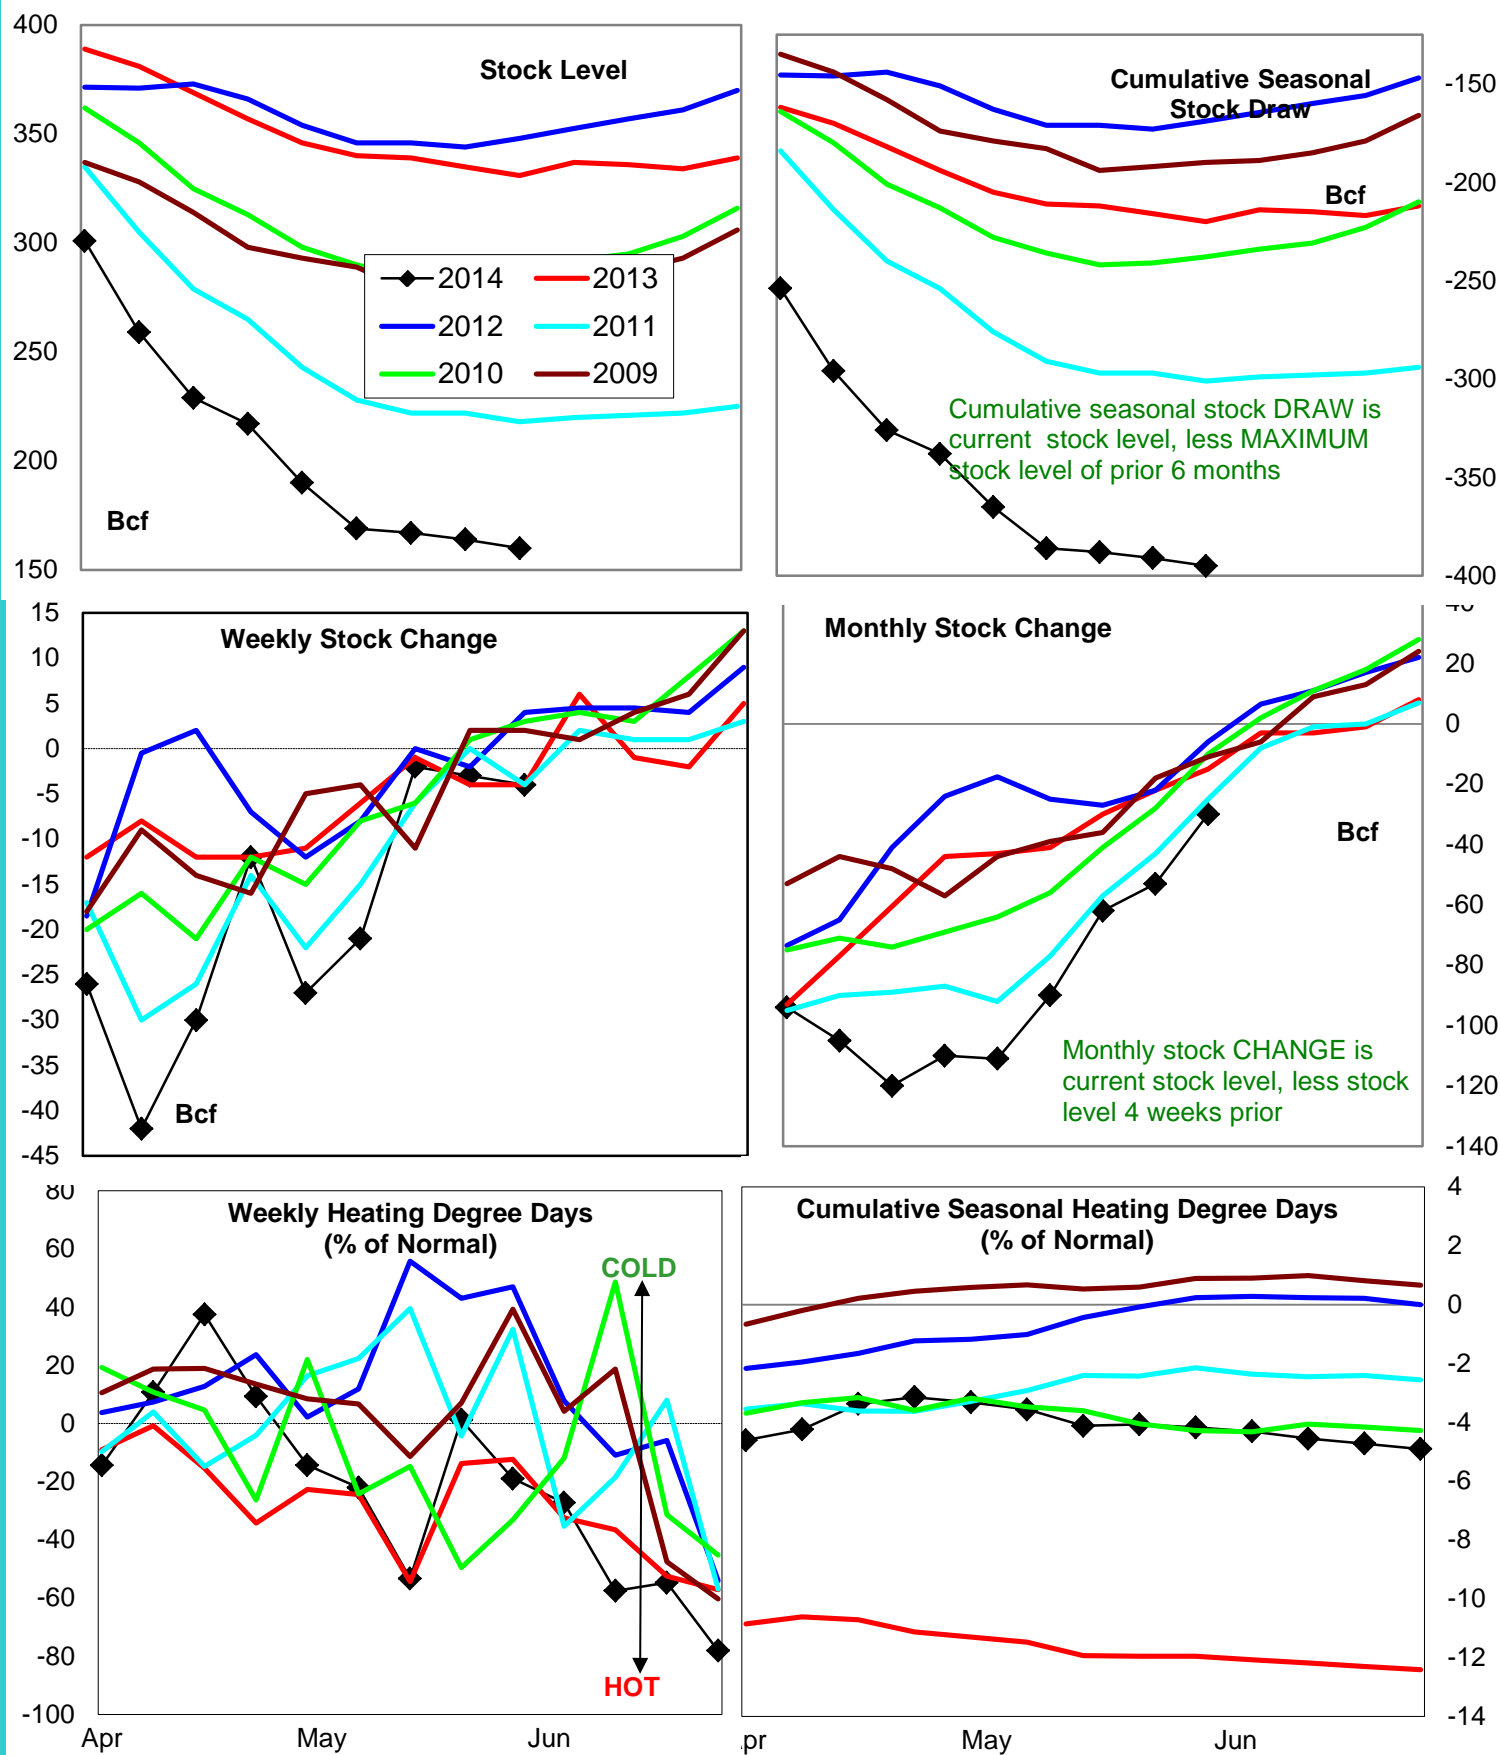 400
350
300
250
200
150
Stock Level
Bcf
2014
2013
2012
2011
2010
2009
Cumulative Seasonal
Stock Draw
Bcf
-150
-200
-250
-300
-350
-400
Cumulative seasonal stock DRAW is
current stock level, less MAXIMUM
stock level of prior 6 months
15
10
5
0
-5
-10
-15
-20
-25
-30
-35
-40
-45
Weekly Stock Change
Bcf
Monthly Stock Change
40
20
0
-20
-40
-60
-80
-100
-120
-140
Bcf
Monthly stock CHANGE is
current stock level, less stock
level 4 weeks prior
80
60
40
20
0
-20
-40
-60
-80
-100
Weekly Heating Degree Days
(% of Normal)
COLD
HOT
Apr
May
Jun
Cumulative Seasonal Heating Degree Days
(% of Normal)
4
2
0
-2
-4
-6
-8
-10
-12
-14
pr
May
Jun